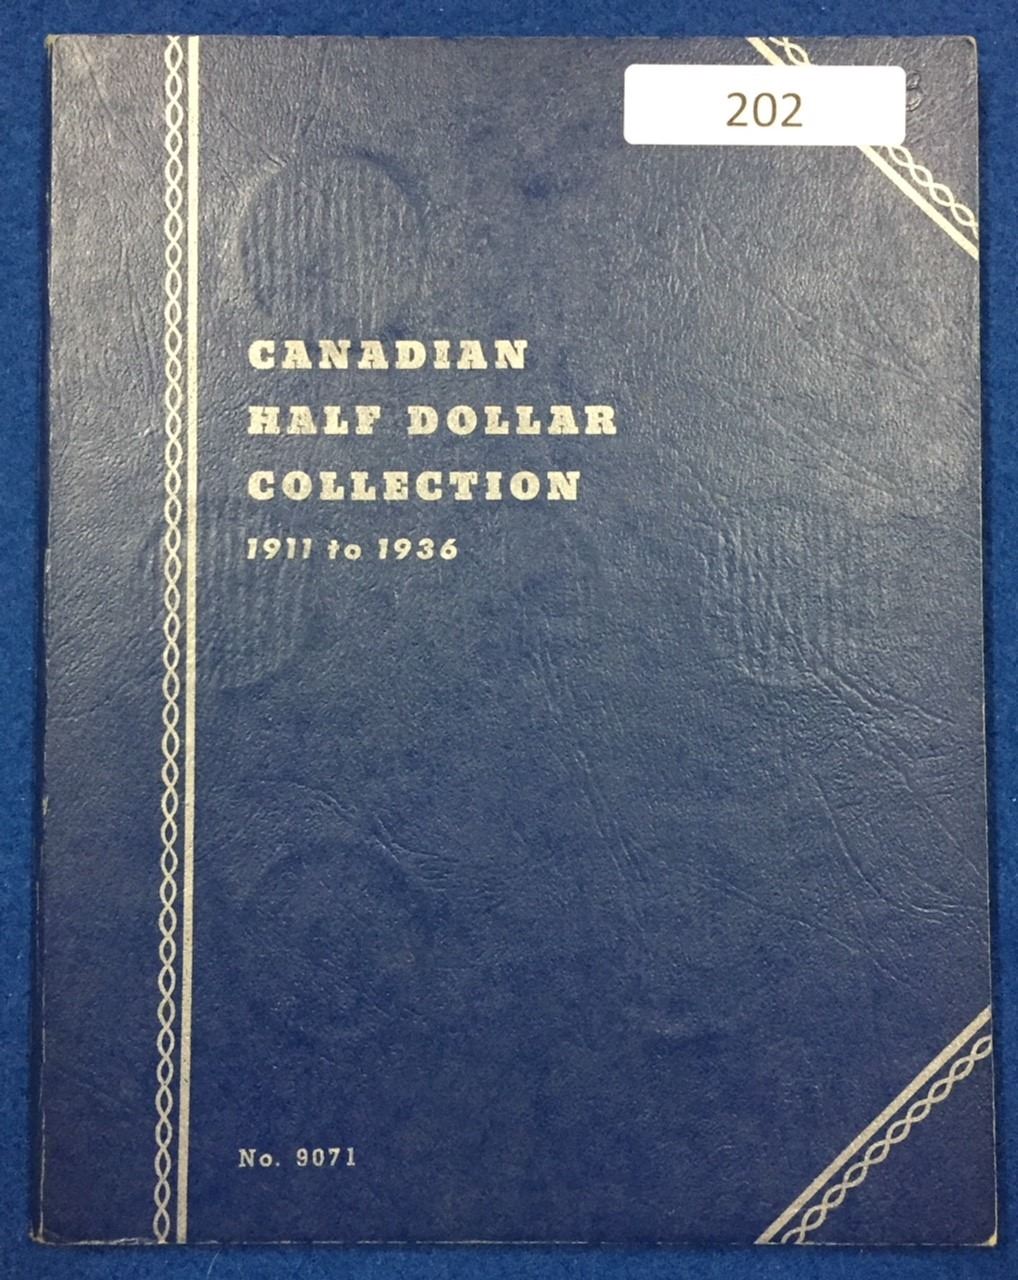 202
CANADIAN
HALF DOLLAR
COLLECTION
1911 to 1936
No. 9071